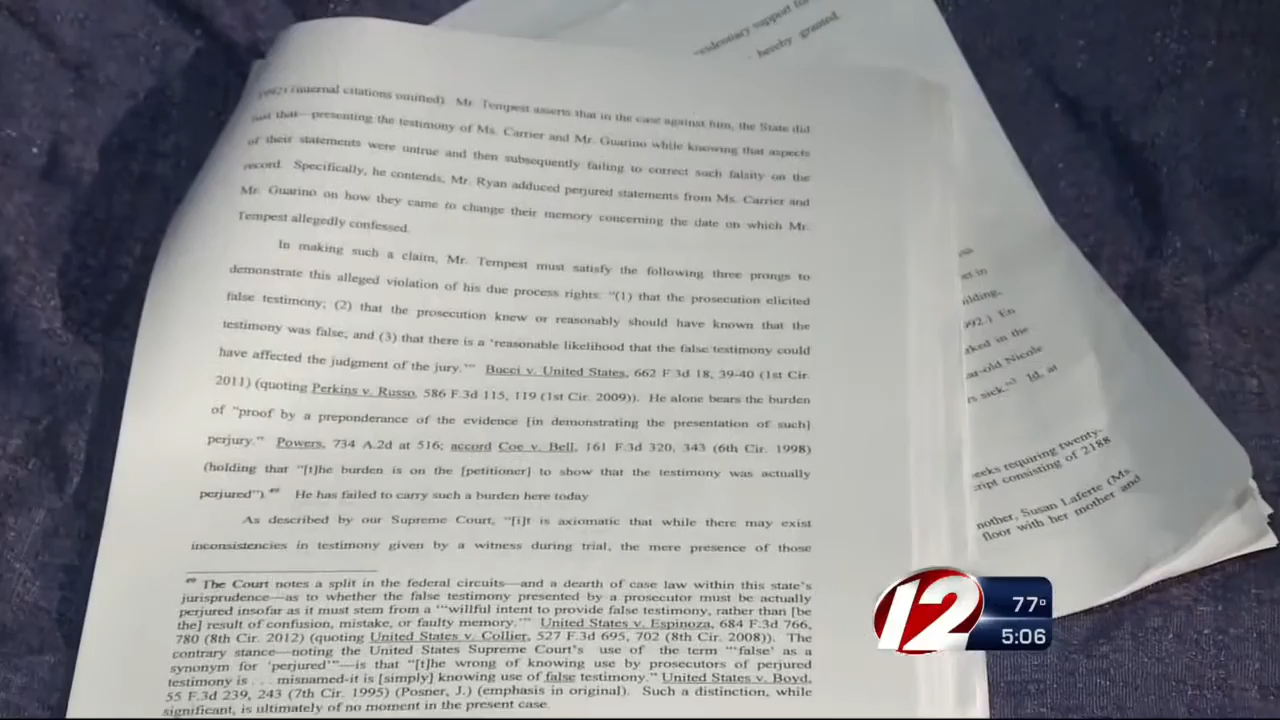 evidentiary support for
hereby granted.
1992) (internal citations omitted). Mr. Tempest asserts that in the case against him, the State did
just that—presenting the testimony of Ms. Carrier and Mr. Guarino while knowing that aspects
of their statements were untrue and then subsequently failing to correct such falsity on the
record. Specifically, he contends, Mr. Ryan adduced perjured statements from Ms. Carrier and
Mr. Guarino on how they came to change their memory concerning the date on which Mr.
Tempest allegedly confessed.
In making such a claim, Mr. Tempest must satisfy the following three prongs to
demonstrate this alleged violation of his due process rights: “(1) that the prosecution elicited
false testimony; (2) that the prosecution knew or reasonably should have known that the
testimony was false; and (3) that there is a ‘reasonable likelihood that the false testimony could
have affected the judgment of the jury.’” Bucci v. United States, 662 F.3d 18, 39-40 (1st Cir.
2011) (quoting Perkins v. Russo, 586 F.3d 115, 119 (1st Cir. 2009)). He alone bears the burden
of “proof by a preponderance of the evidence [in demonstrating the presentation of such]
perjury.” Powers, 734 A.2d at 516; accord Coe v. Bell, 161 F.3d 320, 343 (6th Cir. 1998)
(holding that “[t]he burden is on the [petitioner] to show that the testimony was actually
perjured”).⁴⁹ He has failed to carry such a burden here today
As described by our Supreme Court, “[i]t is axiomatic that while there may exist
inconsistencies in testimony given by a witness during trial, the mere presence of those
⁴⁹ The Court notes a split in the federal circuits—and a dearth of case law within this state’s
jurisprudence—as to whether the false testimony presented by a prosecutor must be actually
perjured insofar as it must stem from a “‘willful intent to provide false testimony, rather than [be
the] result of confusion, mistake, or faulty memory.’” United States v. Espinoza, 684 F.3d 766,
780 (8th Cir. 2012) (quoting United States v. Collier, 527 F.3d 695, 702 (8th Cir. 2008)). The
contrary stance—noting the United States Supreme Court’s use of the term “‘false’ as a
synonym for ‘perjured’”—is that “[t]he wrong of knowing use by prosecutors of perjured
testimony is . . . misnamed-it is [simply] knowing use of false testimony.” United States v. Boyd,
55 F.3d 239, 243 (7th Cir. 1995) (Posner, J.) (emphasis in original). Such a distinction, while
significant, is ultimately of no moment in the present case.
in
ilding,
992.) En
in the
Nicole
sick.” Id. at
requiring twenty-
consisting of 2188
mother, Susan Laferte (Ms.
floor with her mother and
12
77°
5:06